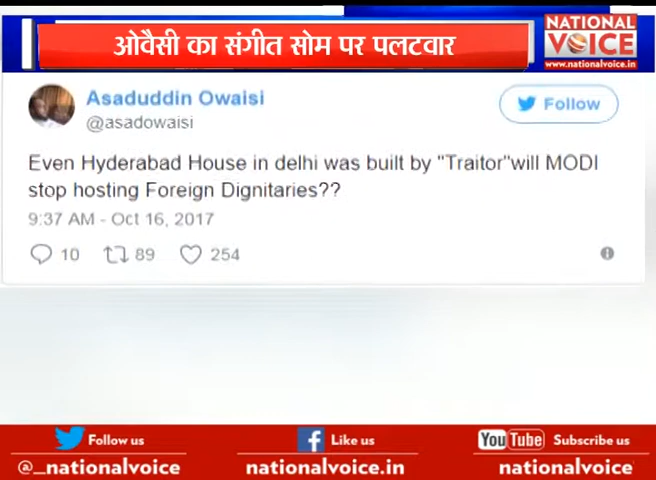 ओवैसी का संगीत सोम पर पलटवार
NATIONAL
VOICE
www.nationalvoice.in
Asaduddin Owaisi
@asadowaisi
Follow
Even Hyderabad House in delhi was built by "Traitor"will MODI
stop hosting Foreign Dignitaries??
9:37 AM - Oct 16, 2017
10 89 254
Follow us
@_nationalvoice
Like us
nationalvoice.in
YouTube Subscribe us
nationalvoice